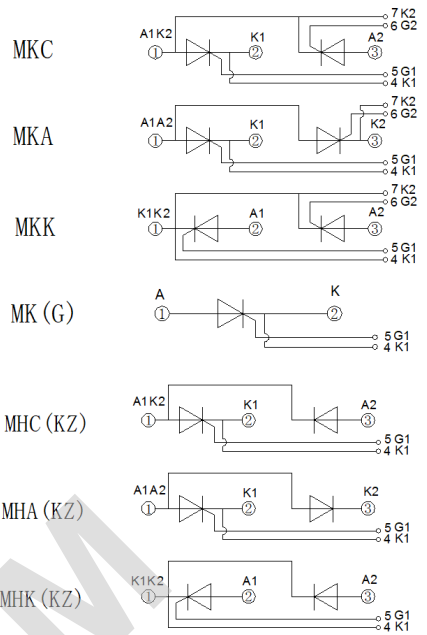 7 K2
6 G2
A1K2 K1 A2
MKC ① ② ③
5 G1
4 K1
7 K2
6 G2
A1A2 K1 K2
MKA ① ② ③
5 G1
4 K1
7 K2
6 G2
K1K2 A1 A2
MKK ① ② ③
5 G1
4 K1
A K
MK(G) ① ②
5 G1
4 K1
A1K2 K1 A2
MHC(KZ) ① ② ③
5 G1
4 K1
A1A2 K1 K2
MHA(KZ) ① ② ③
5 G1
4 K1
K1K2 A1 A2
MHK(KZ) ① ② ③
5 G1
4 K1